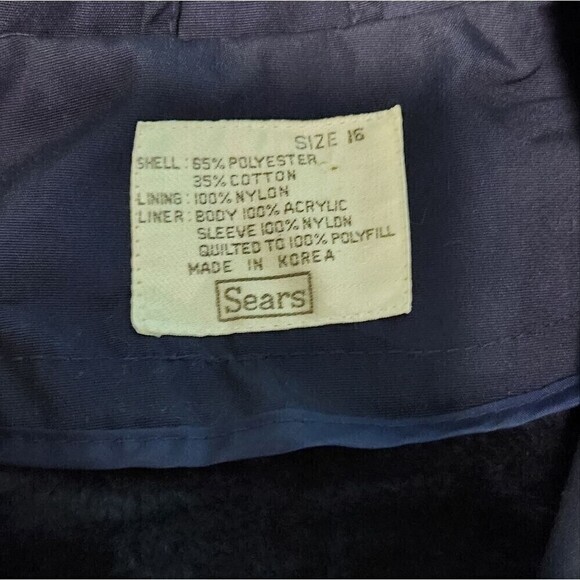 SIZE 16
SHELL: 65% POLYESTER
35% COTTON
LINING: 100% NYLON
LINER: BODY 100% ACRYLIC
SLEEVE 100% NYLON
QUILTED TO 100% POLYFILL
MADE IN KOREA
Sears